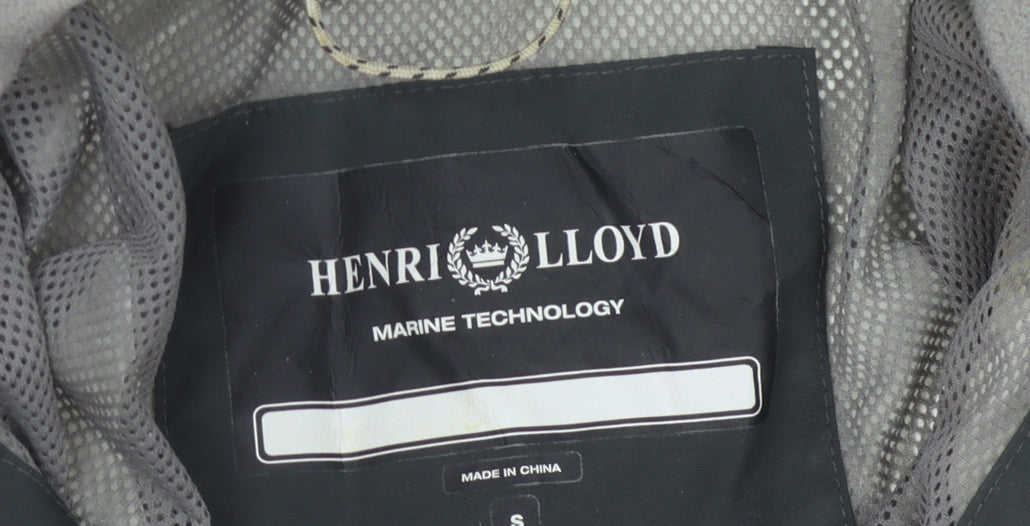 HENRI LLOYD
MARINE TECHNOLOGY
MADE IN CHINA
S